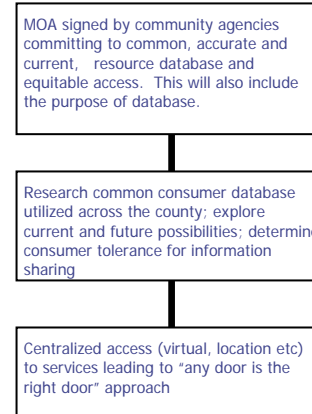 MOA signed by community agencies
committing to common, accurate and
current, resource database and
equitable access. This will also include
the purpose of database.
Research common consumer database
utilized across the county; explore
current and future possibilities; determine
consumer tolerance for information
sharing
Centralized access (virtual, location etc)
to services leading to "any door is the
right door" approach